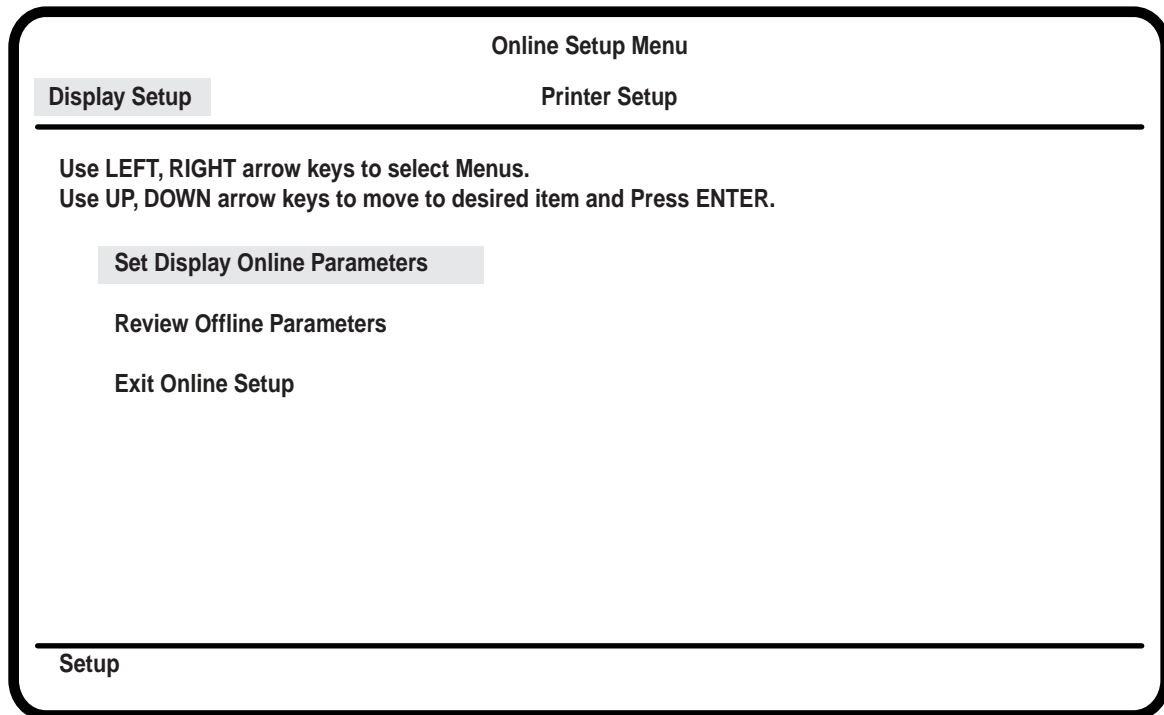 Online Setup Menu
Display Setup Printer Setup
Use LEFT, RIGHT arrow keys to select Menus.
Use UP, DOWN arrow keys to move to desired item and Press ENTER.
Set Display Online Parameters
Review Offline Parameters
Exit Online Setup
Setup